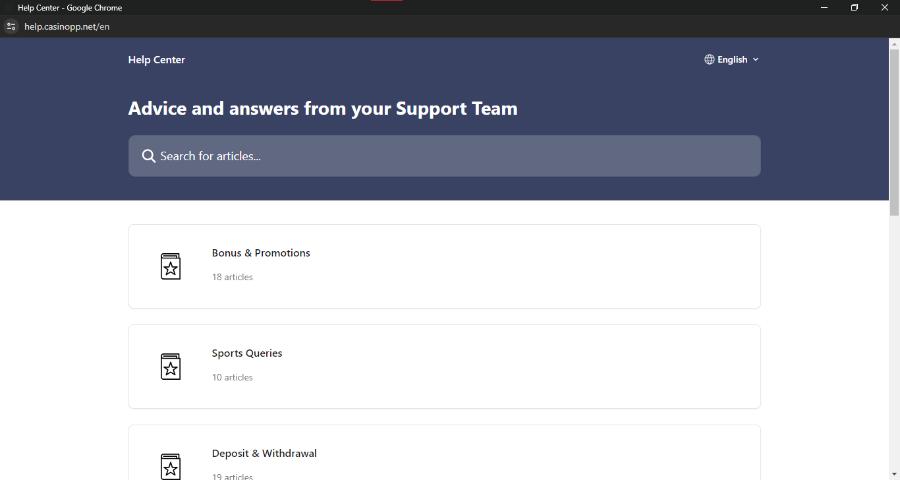 Help Center - Google Chrome
help.casinopp.net/en
Help Center
English
Advice and answers from your Support Team
Search for articles...
Bonus & Promotions
18 articles
Sports Queries
10 articles
Deposit & Withdrawal
19 articles